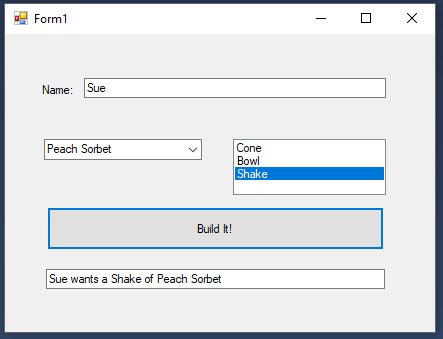 Form1
Name: Sue
Peach Sorbet
Cone
Bowl
Shake
Build It!
Sue wants a Shake of Peach Sorbet